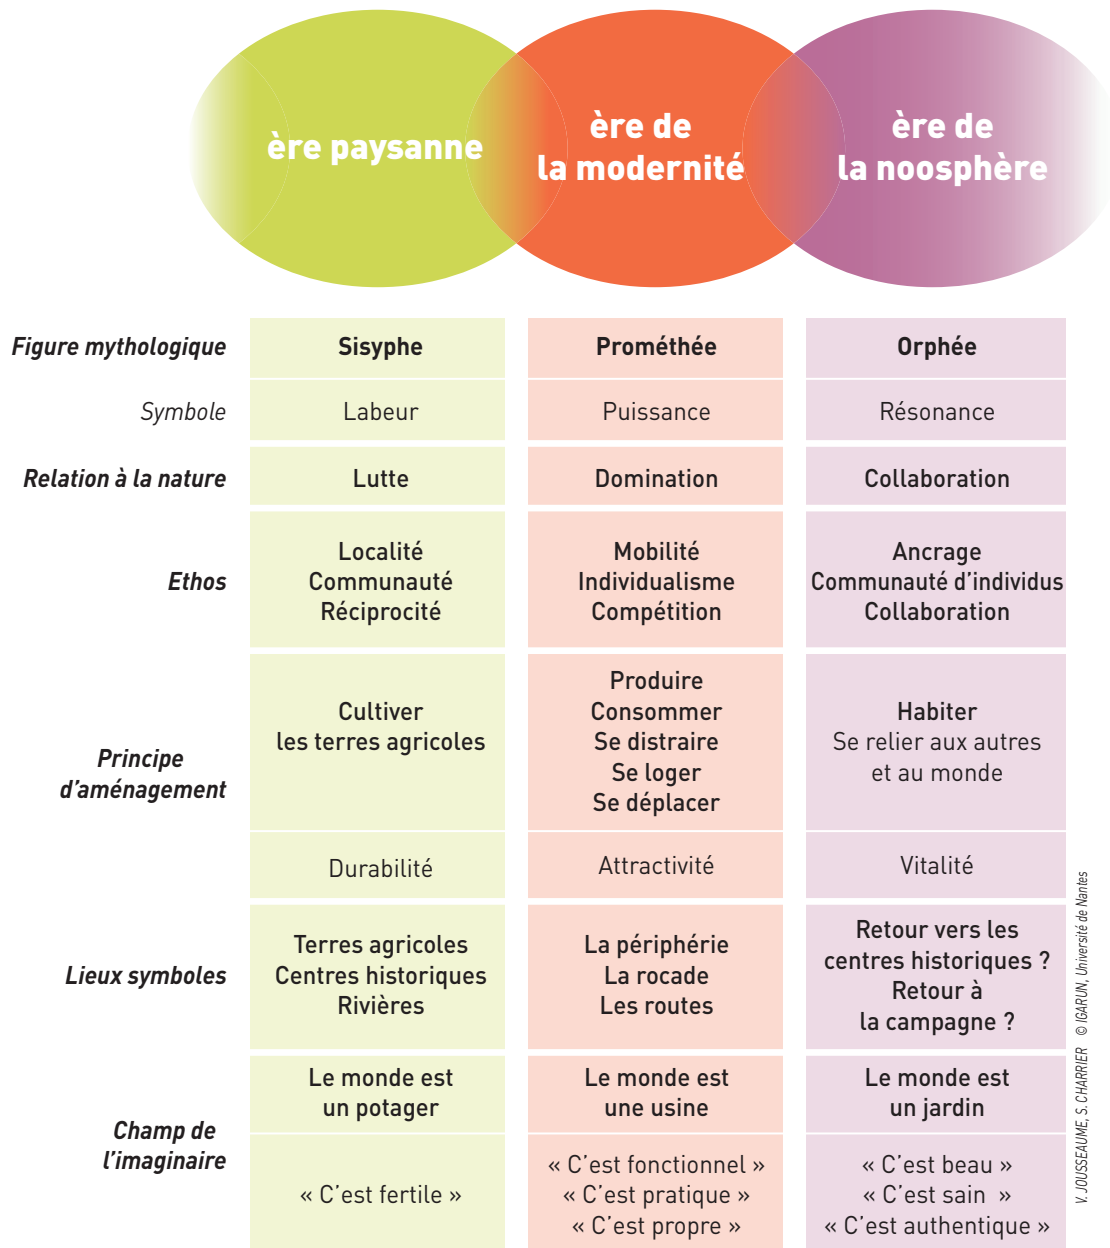 ère paysanne
ère de
la modernité
ère de
la noosphère
Figure mythologique
Sisyphe
Prométhée
Orphée
Symbole
Labeur
Puissance
Résonance
Relation à la nature
Lutte
Domination
Collaboration
Ethos
Localité
Communauté
Réciprocité
Mobilité
Individualisme
Compétition
Ancrage
Communauté d'individus
Collaboration
Principe
d'aménagement
Cultiver
les terres agricoles
Produire
Consommer
Se distraire
Se loger
Se déplacer
Habiter
Se relier aux autres
et au monde
Durabilité
Attractivité
Vitalité
Lieux symboles
Terres agricoles
Centres historiques
Rivières
La périphérie
La rocade
Les routes
Retour vers les
centres historiques ?
Retour à
la campagne ?
Champ de
l'imaginaire
Le monde est
un potager
Le monde est
une usine
Le monde est
un jardin
« C'est fertile »
« C'est fonctionnel »
« C'est pratique »
« C'est propre »
« C'est beau »
« C'est sain »
« C'est authentique »
V. JOUSSEAUME, S. CHARRIER © IGARUN, Université de Nantes